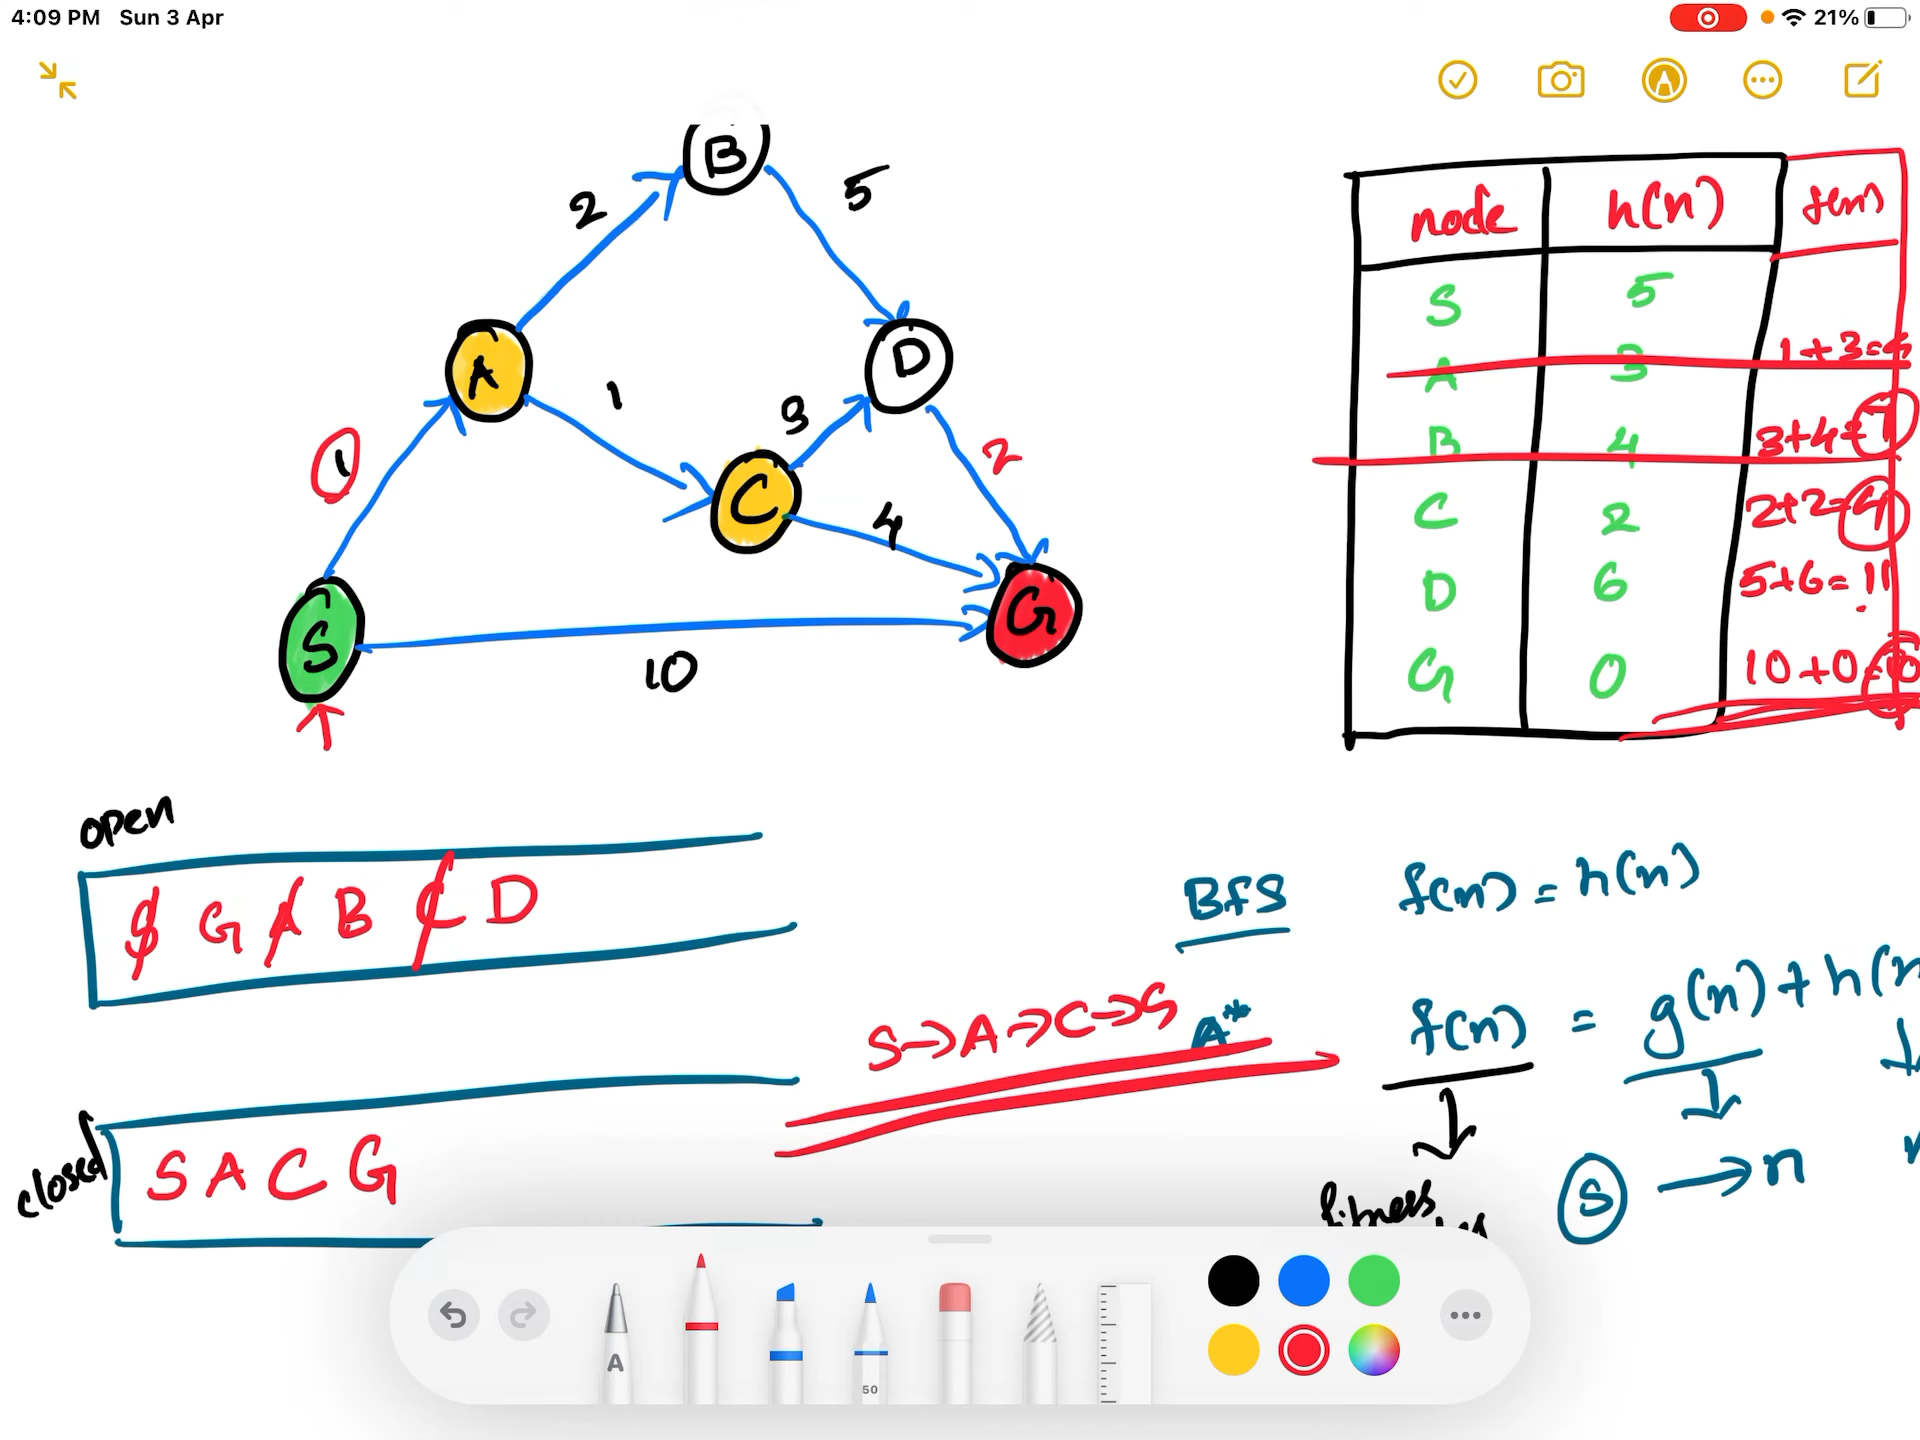 4:09 PM Sun 3 Apr
21%
B
2
5
A
D
1
3
1
C
2
4
S
G
10
node h(n) f(n)
S 5
A 3 1+3=4
B 4 3+4=7
C 2 2+2=4
D 6 5+6=11
G 0 10+0=10
open
S G A B C D
BFS f(n) = h(n)
S→A→C→G
A* f(n) = g(n) + h(n
closed
S A C G
fitness
S → n
A
50